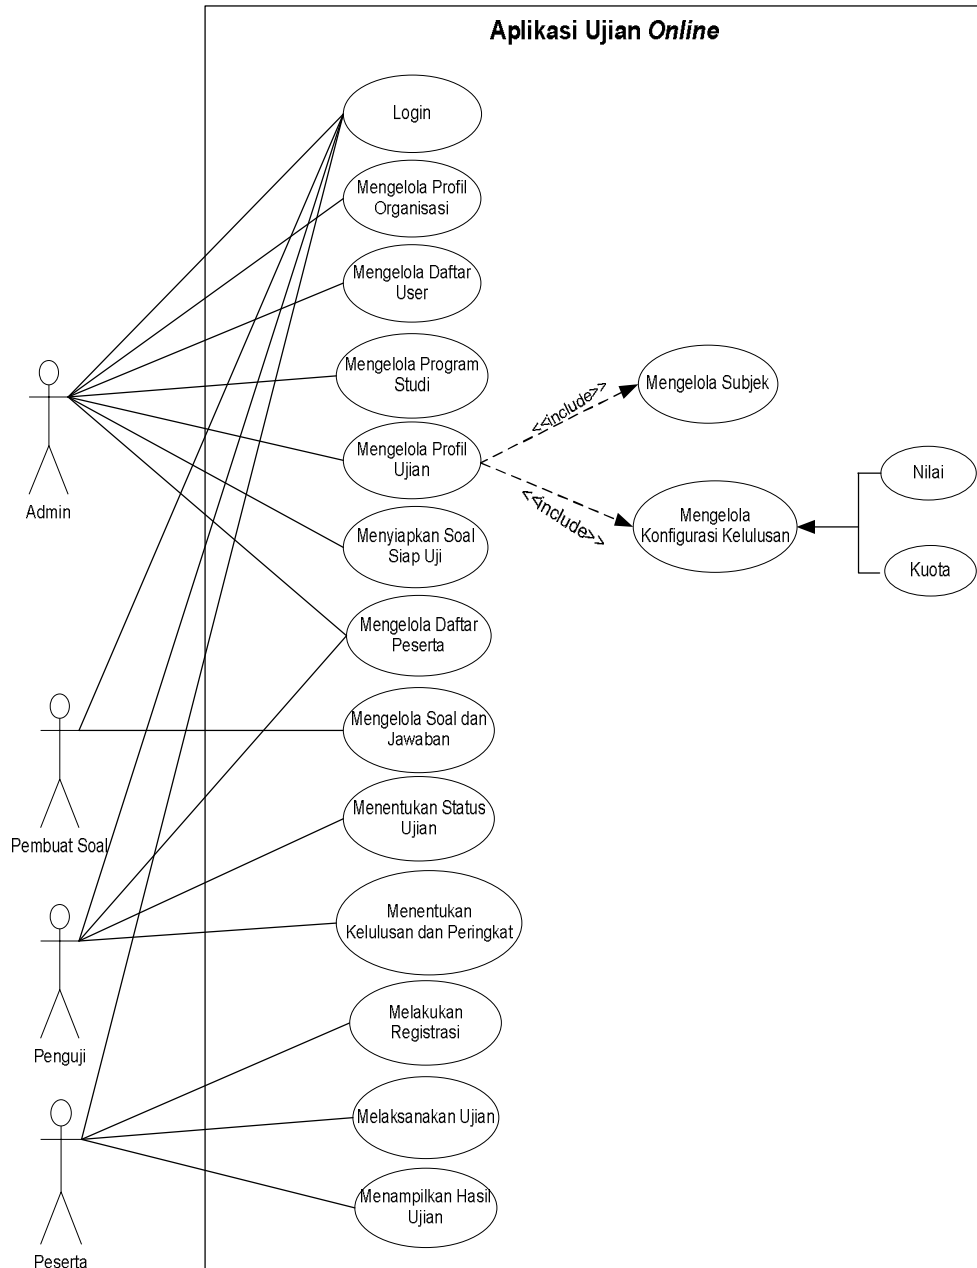 Aplikasi Ujian Online
Login
Mengelola Profil
Organisasi
Mengelola Daftar
User
Mengelola Program
Studi
Mengelola Subjek
<<include>>
Mengelola Profil
Ujian
Admin
<<include>>
Nilai
Mengelola
Konfigurasi Kelulusan
Kuota
Menyiapkan Soal
Siap Uji
Mengelola Daftar
Peserta
Mengelola Soal dan
Jawaban
Pembuat Soal
Menentukan Status
Ujian
Menentukan
Kelulusan dan Peringkat
Penguji
Melakukan
Registrasi
Melaksanakan Ujian
Menampilkan Hasil
Ujian
Peserta